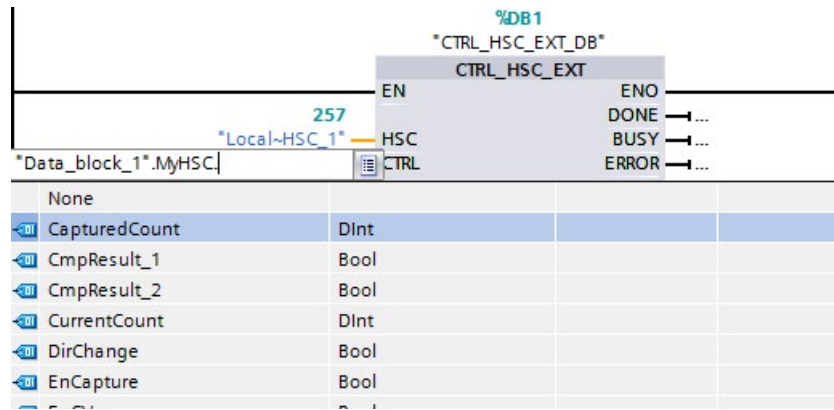 %DB1
"CTRL_HSC_EXT_DB"
CTRL_HSC_EXT
EN ENO
257 DONE ...
"Local~HSC_1" HSC BUSY ...
"Data_block_1".MyHSC. CTRL ERROR ...
None
CapturedCount DInt
CmpResult_1 Bool
CmpResult_2 Bool
CurrentCount DInt
DirChange Bool
EnCapture Bool